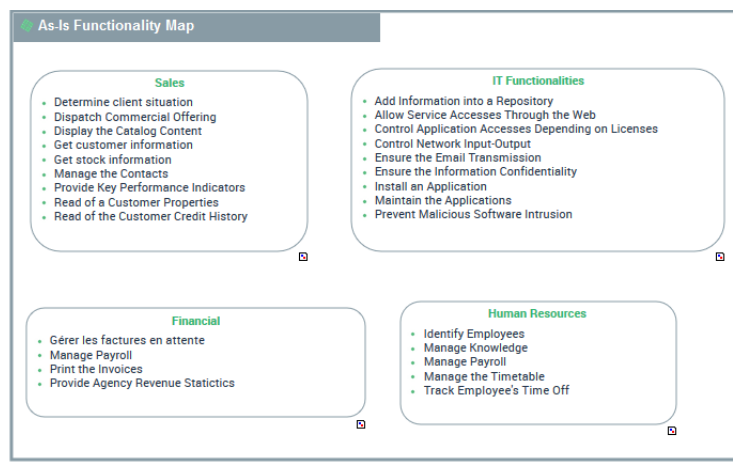 As-Is Functionality Map
Sales
Determine client situation
Dispatch Commercial Offering
Display the Catalog Content
Get customer information
Get stock information
Manage the Contacts
Provide Key Performance Indicators
Read of a Customer Properties
Read of the Customer Credit History
IT Functionalities
Add Information into a Repository
Allow Service Accesses Through the Web
Control Application Accesses Depending on Licenses
Control Network Input-Output
Ensure the Email Transmission
Ensure the Information Confidentiality
Install an Application
Maintain the Applications
Prevent Malicious Software Intrusion
Financial
Gérer les factures en attente
Manage Payroll
Print the Invoices
Provide Agency Revenue Statictics
Human Resources
Identify Employees
Manage Knowledge
Manage Payroll
Manage the Timetable
Track Employee's Time Off